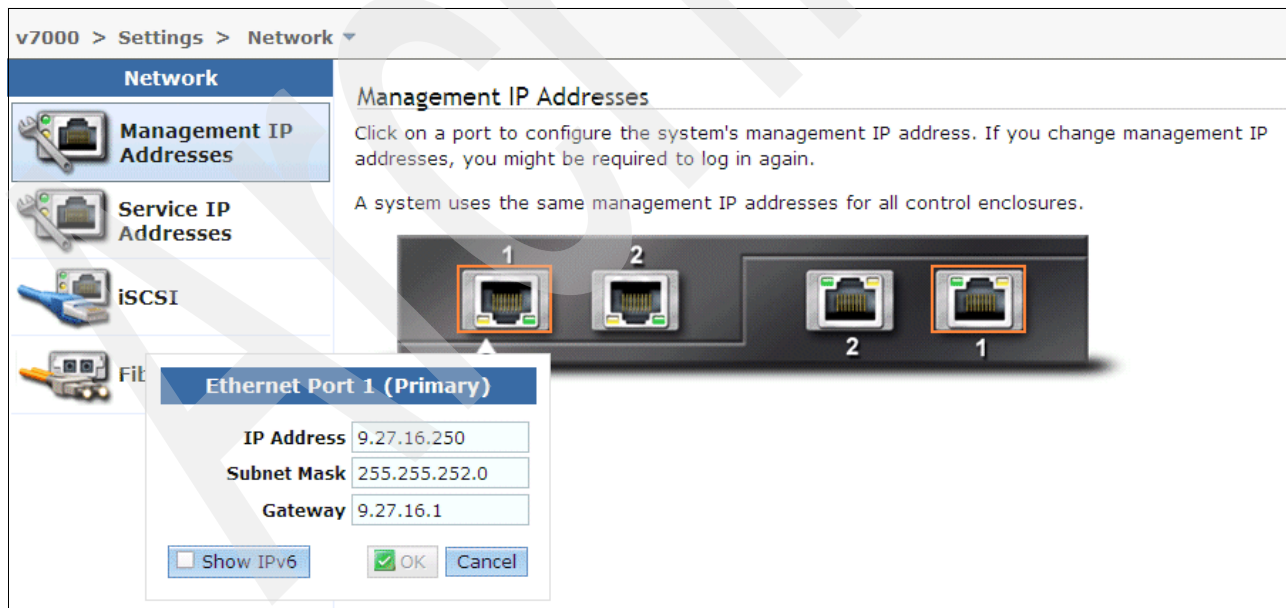 v7000 > Settings > Network
Network
Management IP
Addresses
Service IP
Addresses
iSCSI
Management IP Addresses
Click on a port to configure the system's management IP address. If you change management IP
addresses, you might be required to log in again.
A system uses the same management IP addresses for all control enclosures.
1 2
2 1
Ethernet Port 1 (Primary)
IP Address 9.27.16.250
Subnet Mask 255.255.252.0
Gateway 9.27.16.1
Show IPv6 OK Cancel